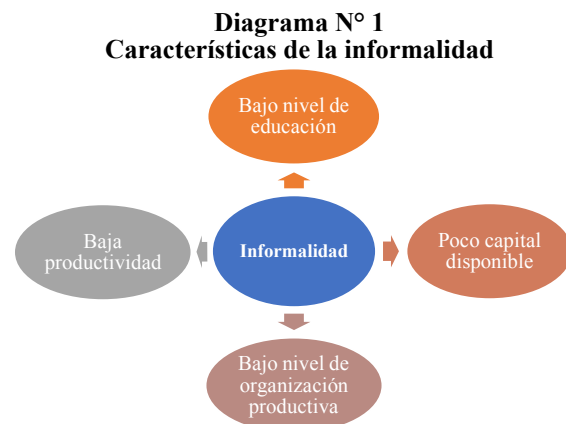 Diagrama N° 1
Características de la informalidad
Bajo nivel de
educación
Baja
productividad
Informalidad
Poco capital
disponible
Bajo nivel de
organización
productiva